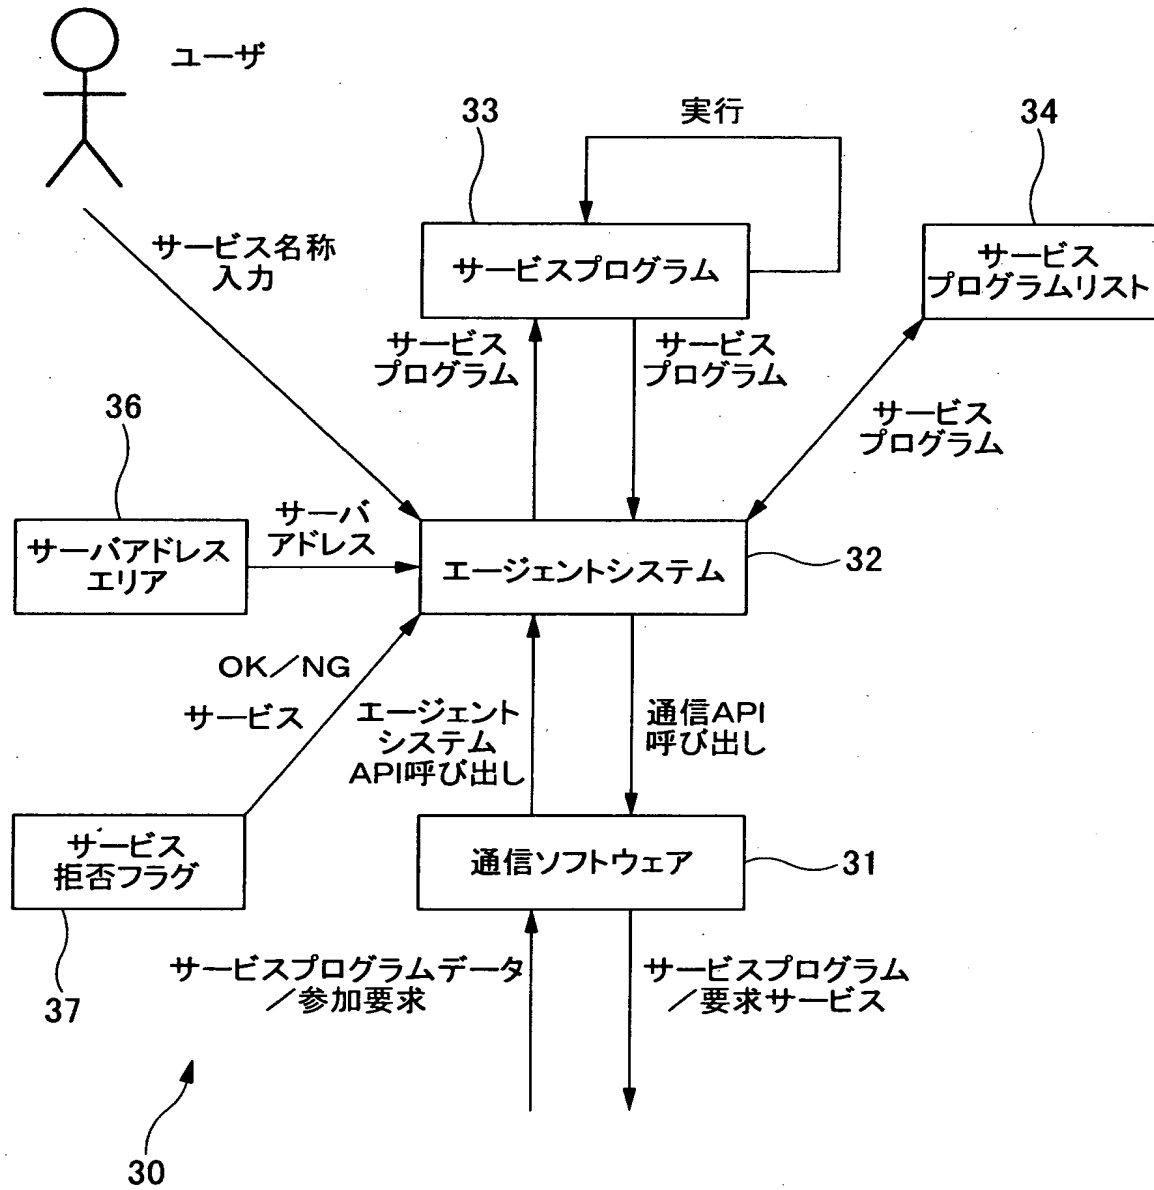 ユーザ
33
実行
34
サービス名称
入力
サービスプログラム
サービス
プログラムリスト
サービス
プログラム
サービス
プログラム
サービス
プログラム
36
サーバ
アドレス
サーバアドレス
エリア
エージェントシステム
32
OK/NG
サービス
エージェント
システム
API呼び出し
通信API
呼び出し
サービス
拒否フラグ
通信ソフトウェア
31
37
サービスプログラムデータ
/参加要求
サービスプログラム
/要求サービス
30